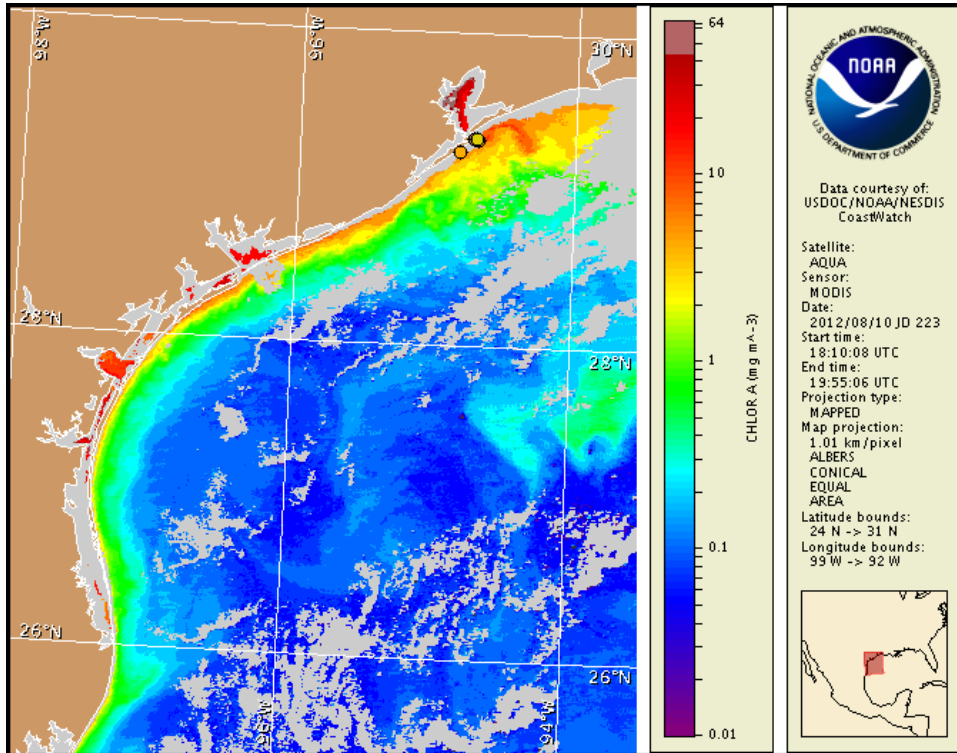 98°W
96°W
30°N
28°N
28°N
26°N
26°N
96°W
94°W
64
10
1
0.1
0.01
CHLOR A (mg m^-3)
NATIONAL OCEANIC AND ATMOSPHERIC ADMINISTRATION
NOAA
U.S. DEPARTMENT OF COMMERCE
Data courtesy of:
USDOC/NOAA/NESDIS
CoastWatch
Satellite:
AQUA
Sensor:
MODIS
Date:
2012/08/10 JD 223
Start time:
18:10:08 UTC
End time:
19:55:06 UTC
Projection type:
MAPPED
Map projection:
1.01 km/pixel
ALBERS
CONICAL
EQUAL
AREA
Latitude bounds:
24 N -> 31 N
Longitude bounds:
99 W -> 92 W